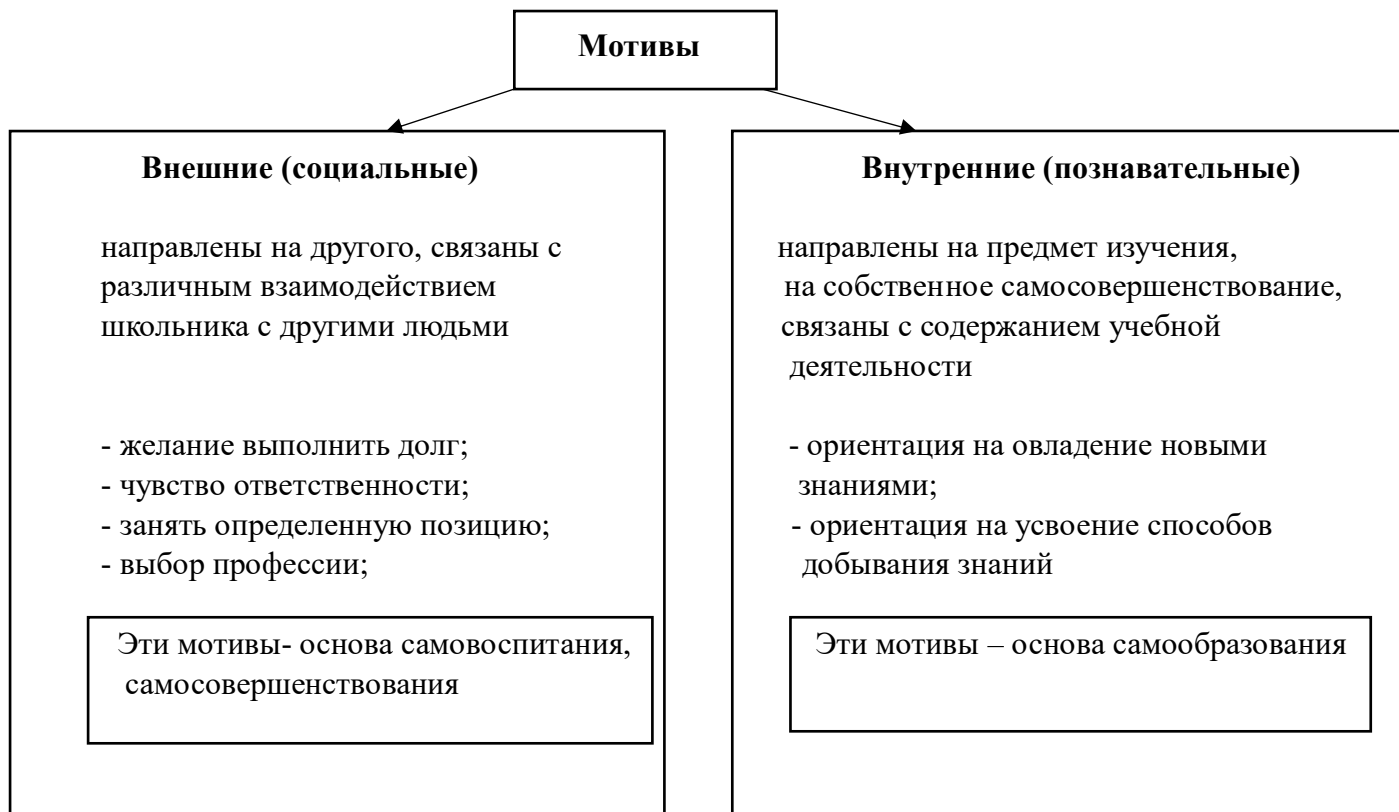 Мотивы
Внешние (социальные)
направлены на другого, связаны с
различным взаимодействием
школьника с другими людьми
- желание выполнить долг;
- чувство ответственности;
- занять определенную позицию;
- выбор профессии;
Эти мотивы- основа самовоспитания,
самосовершенствования
Внутренние (познавательные)
направлены на предмет изучения,
на собственное самосовершенствование,
связаны с содержанием учебной
деятельности
- ориентация на овладение новыми
знаниями;
- ориентация на усвоение способов
добывания знаний
Эти мотивы – основа самообразования